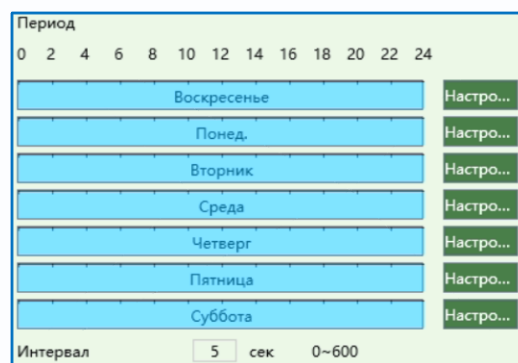 Период
0 2 4 6 8 10 12 14 16 18 20 22 24
Воскресенье Настро...
Понед. Настро...
Вторник Настро...
Среда Настро...
Четверг Настро...
Пятница Настро...
Суббота Настро...
Интервал 5 сек 0~600